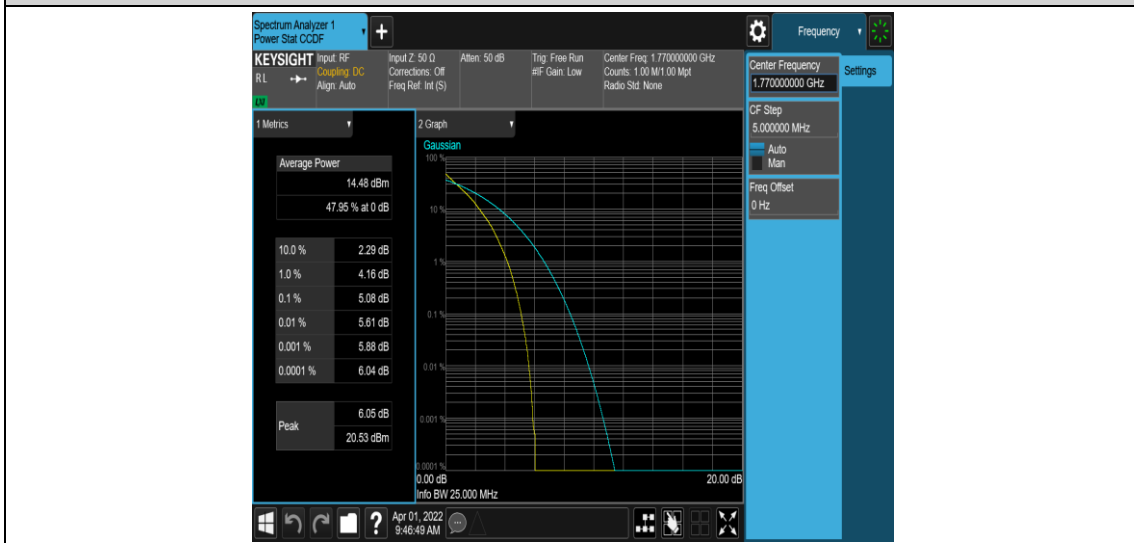 Spectrum Analyzer 1
Power Stat CCDF
+
Frequency
KEYSIGHT
RL
LXI
Input: RF
Coupling: DC
Align: Auto
Input Z: 50 Ω
Corrections: Off
Freq Ref: Int (S)
Atten: 50 dB
Trig: Free Run
#IF Gain: Low
Center Freq: 1.770000000 GHz
Counts: 1.00 M/1.00 Mpt
Radio Std: None
Center Frequency
1.770000000 GHz
Settings
CF Step
5.000000 MHz
Auto
Man
Freq Offset
0 Hz
1 Metrics
Average Power
14.48 dBm
47.95 % at 0 dB
10.0 % 2.29 dB
1.0 % 4.16 dB
0.1 % 5.08 dB
0.01 % 5.61 dB
0.001 % 5.88 dB
0.0001 % 6.04 dB
Peak
6.05 dB
20.53 dBm
2 Graph
Gaussian
100 %
10 %
1 %
0.1 %
0.01 %
0.001 %
0.0001 %
0.00 dB 20.00 dB
Info BW 25.000 MHz
?
Apr 01, 2022
9:46:49 AM